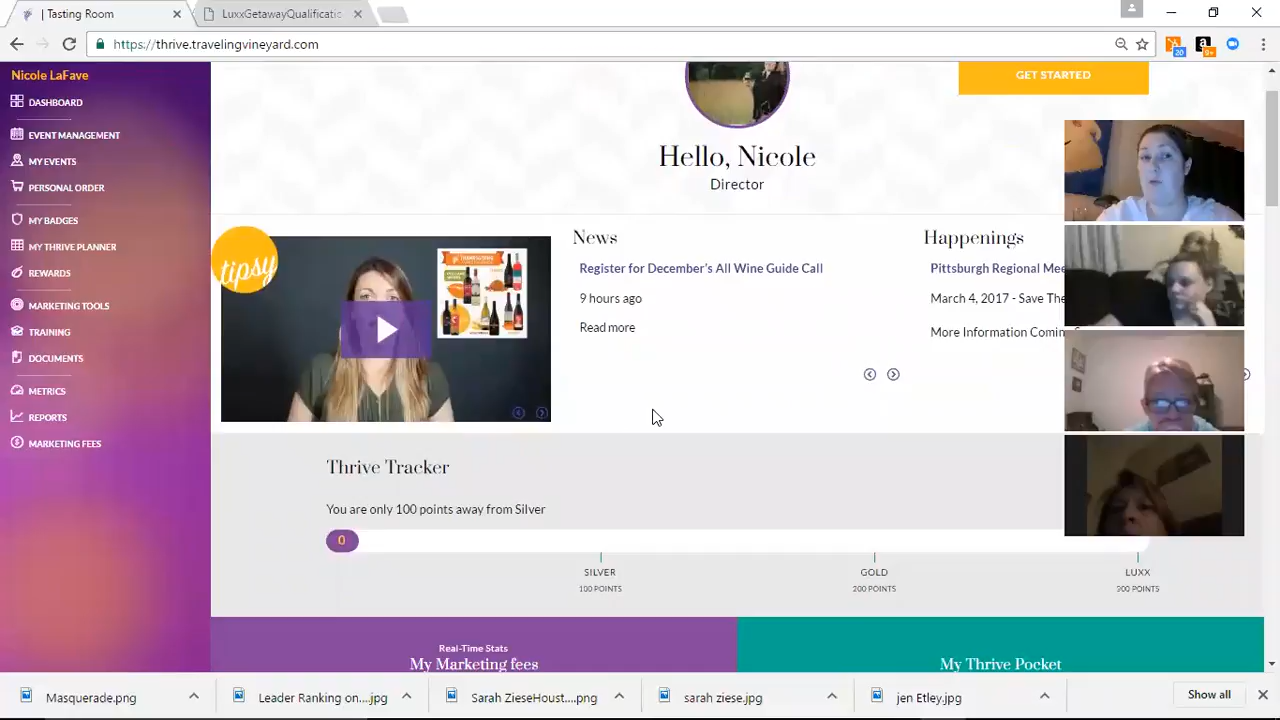 | Tasting Room
LuxxGetawayQualificatic
https://thrive.travelingvineyard.com
20
9+
Nicole LaFave
DASHBOARD
EVENT MANAGEMENT
MY EVENTS
PERSONAL ORDER
MY BADGES
MY THRIVE PLANNER
REWARDS
MARKETING TOOLS
TRAINING
DOCUMENTS
METRICS
REPORTS
MARKETING FEES
GET STARTED
Hello, Nicole
Director
tipsy
News
Register for December's All Wine Guide Call
9 hours ago
Read more
Happenings
Pittsburgh Regional Mee
March 4, 2017 - Save The
More Information Coming
Thrive Tracker
You are only 100 points away from Silver
0
SILVER
100 POINTS
GOLD
200 POINTS
LUXX
300 POINTS
Real-Time Stats
My Marketing fees
My Thrive Pocket
Masquerade.png
Leader Ranking on....jpg
Sarah ZieseHoust....png
sarah ziese.jpg
jen Etley.jpg
Show all